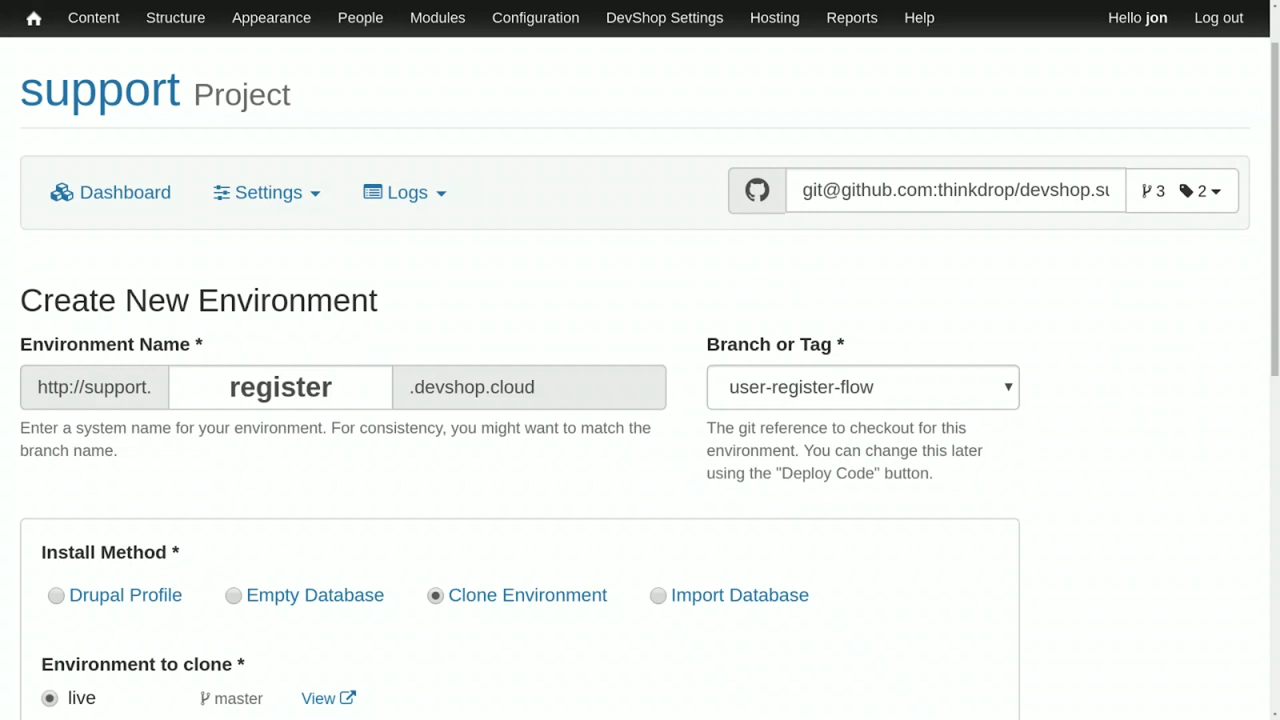 Content Structure Appearance People Modules Configuration DevShop Settings Hosting Reports Help Hello jon Log out
support Project
Dashboard Settings Logs git@github.com:thinkdrop/devshop.su 3 2
Create New Environment
Environment Name * Branch or Tag *
http://support. register .devshop.cloud user-register-flow
Enter a system name for your environment. For consistency, you might want to match the The git reference to checkout for this
branch name. environment. You can change this later
using the "Deploy Code" button.
Install Method *
Drupal Profile Empty Database Clone Environment Import Database
Environment to clone *
live master View